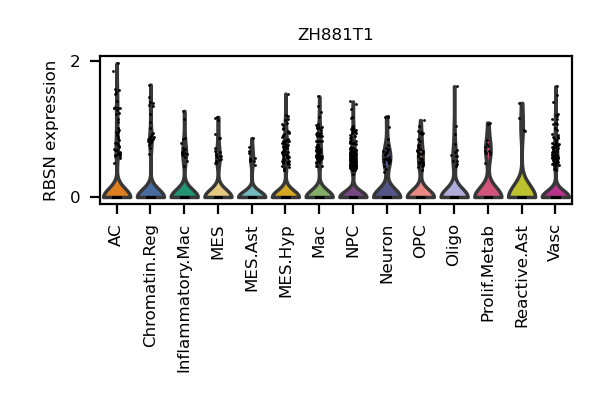 ZH881T1
RBSN expression
2
0
AC
Chromatin.Reg
Inflammatory.Mac
MES
MES.Ast
MES.Hyp
Mac
NPC
Neuron
OPC
Oligo
Prolif.Metab
Reactive.Ast
Vasc